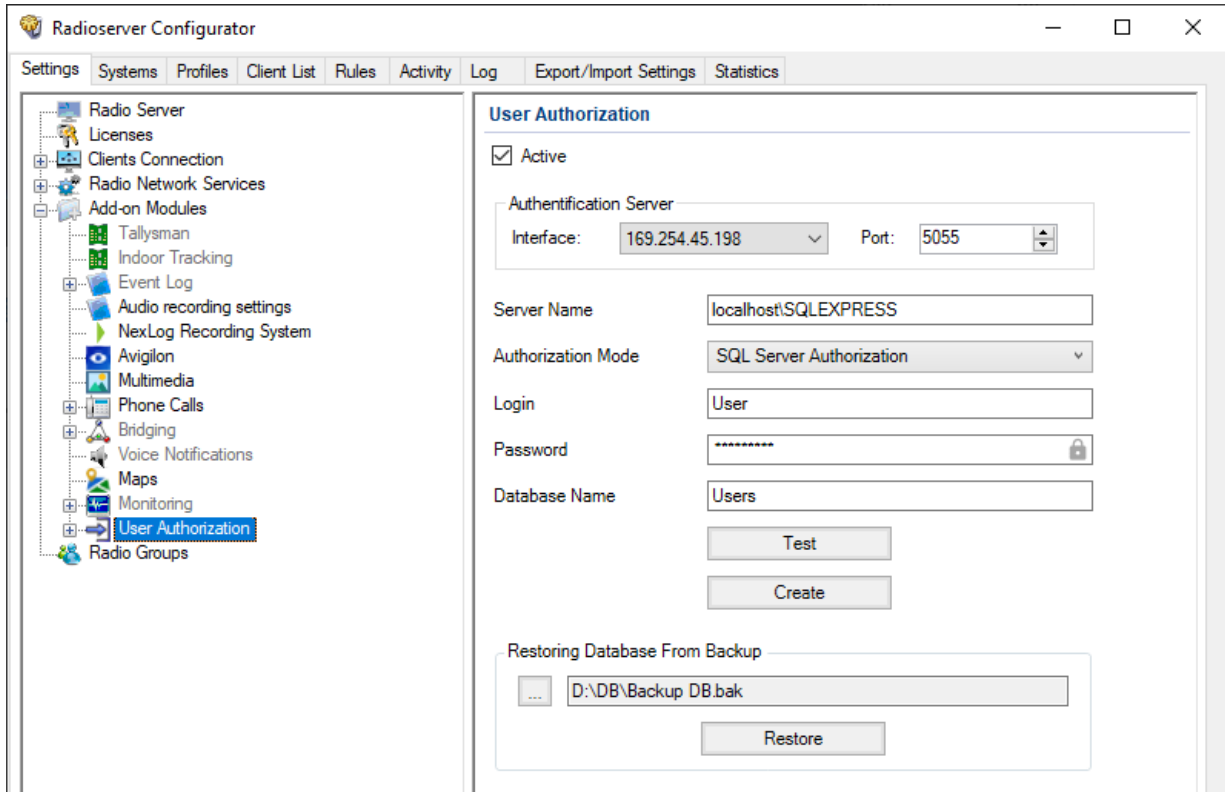 Radioserver Configurator
Settings Systems Profiles Client List Rules Activity Log Export/Import Settings Statistics
Radio Server
Licenses
Clients Connection
Radio Network Services
Add-on Modules
Tallysman
Indoor Tracking
Event Log
Audio recording settings
NexLog Recording System
Avigilon
Multimedia
Phone Calls
Bridging
Voice Notifications
Maps
Monitoring
User Authorization
Radio Groups
User Authorization
Active
Authentification Server
Interface: 169.254.45.198 Port: 5055
Server Name localhost\SQLEXPRESS
Authorization Mode SQL Server Authorization
Login User
Password *********
Database Name Users
Test
Create
Restoring Database From Backup
... D:\DB\Backup DB.bak
Restore